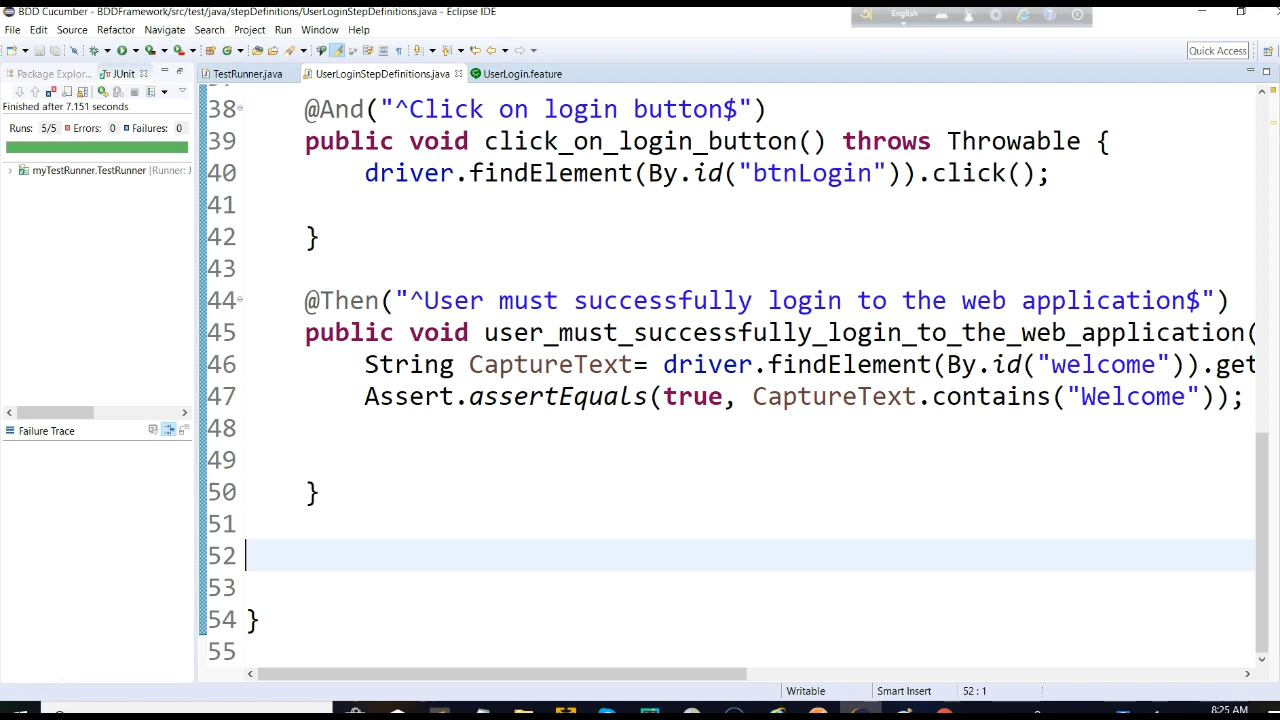 BDD Cucumber - BDDFramework/src/test/java/stepDefinitions/UserLoginStepDefinitions.java - Eclipse IDE
English
File Edit Source Refactor Navigate Search Project Run Window Help
Quick Access
Package Explor... JUnit
TestRunner.java UserLoginStepDefinitions.java UserLogin.feature
Finished after 7.151 seconds
Runs: 5/5 Errors: 0 Failures: 0
myTestRunner.TestRunner [Runner: J
Failure Trace
38 @And("^Click on login button$")
39 public void click_on_login_button() throws Throwable {
40 driver.findElement(By.id("btnLogin")).click();
41
42 }
43
44 @Then("^User must successfully login to the web application$")
45 public void user_must_successfully_login_to_the_web_application(
46 String CaptureText= driver.findElement(By.id("welcome")).get
47 Assert.assertEquals(true, CaptureText.contains("Welcome"));
48
49
50 }
51
52
53
54 }
55
Writable Smart Insert 52 : 1
8:25 AM